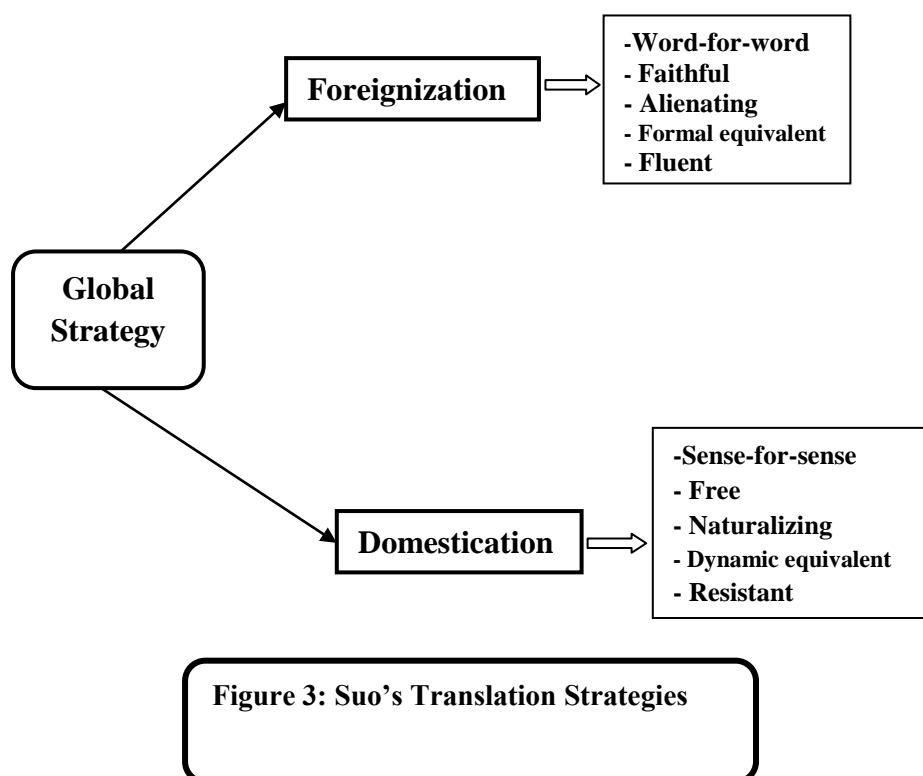 Foreignization
-Word-for-word
- Faithful
- Alienating
- Formal equivalent
- Fluent
Global
Strategy
Domestication
-Sense-for-sense
- Free
- Naturalizing
- Dynamic equivalent
- Resistant
Figure 3: Suo’s Translation Strategies